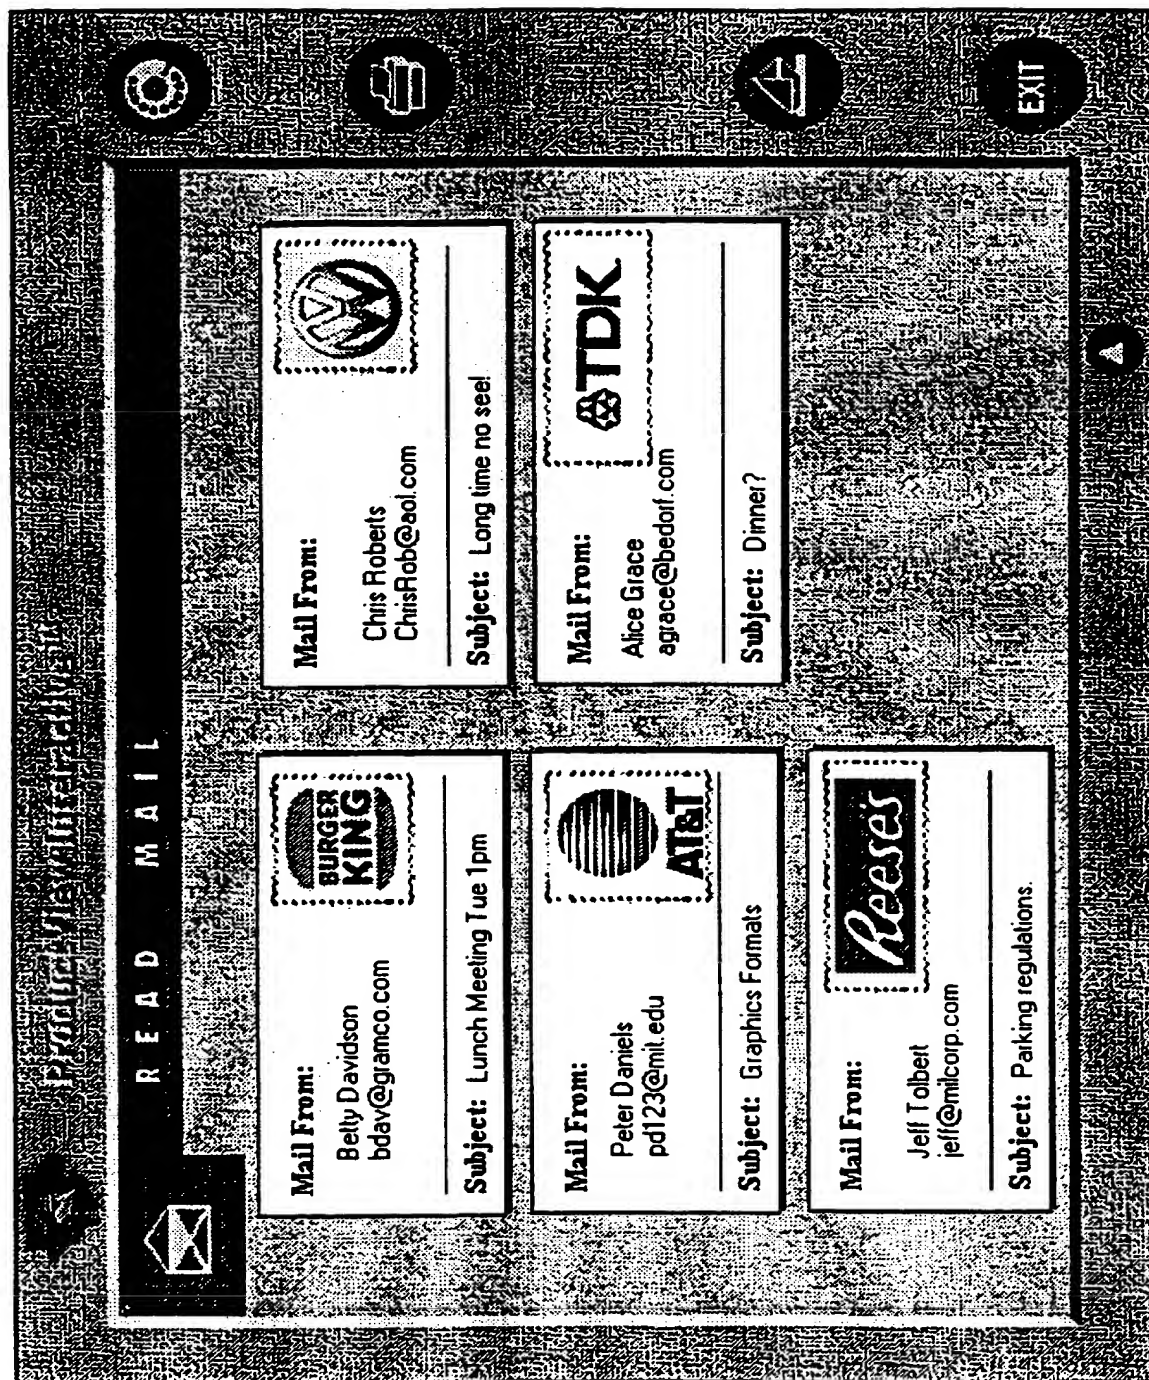 ProductView Interactive
READ MAIL
Mail From:
Betty Davidson
bdav@gramco.com
BURGER
KING
Subject: Lunch Meeting Tue 1pm
Mail From:
Chris Roberts
ChrisRob@aol.com
Subject: Long time no see!
Mail From:
Peter Daniels
pd123@mit.edu
AT&T
Subject: Graphics Formats
Mail From:
Alice Grace
agrace@bedorf.com
TDK
Subject: Dinner?
Mail From:
Jeff Tolbert
jeff@milcorp.com
Reese's
Subject: Parking regulations.
EXIT